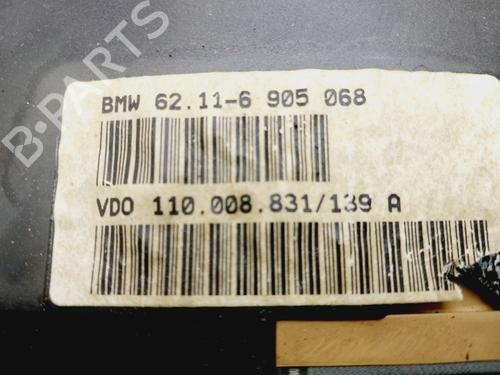 B-PARTS
BMW 62.11-6 905 068
VDO 110.008.831/139 A